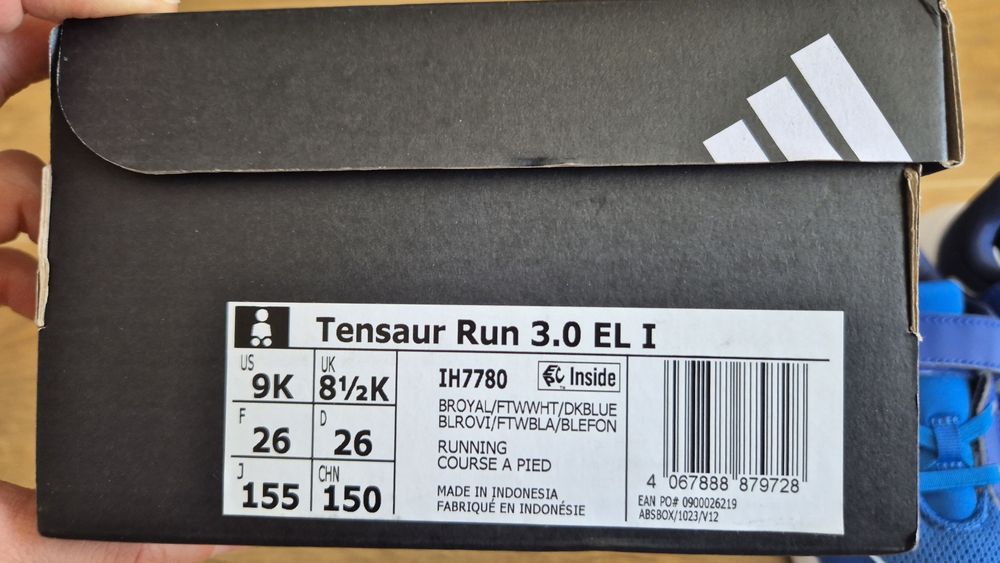 Tensaur Run 3.0 EL I
US 9K
UK 8½K
F 26
D 26
J 155
CHN 150
IH7780
Inside
BROYAL/FTWWHT/DKBLUE
BLROVI/FTWBLA/BLEFON
RUNNING
COURSE A PIED
MADE IN INDONESIA
FABRIQUÉ EN INDONÉSIE
4 067888 879728
EAN PO# 0900026219
ABSBOX/1023/V12